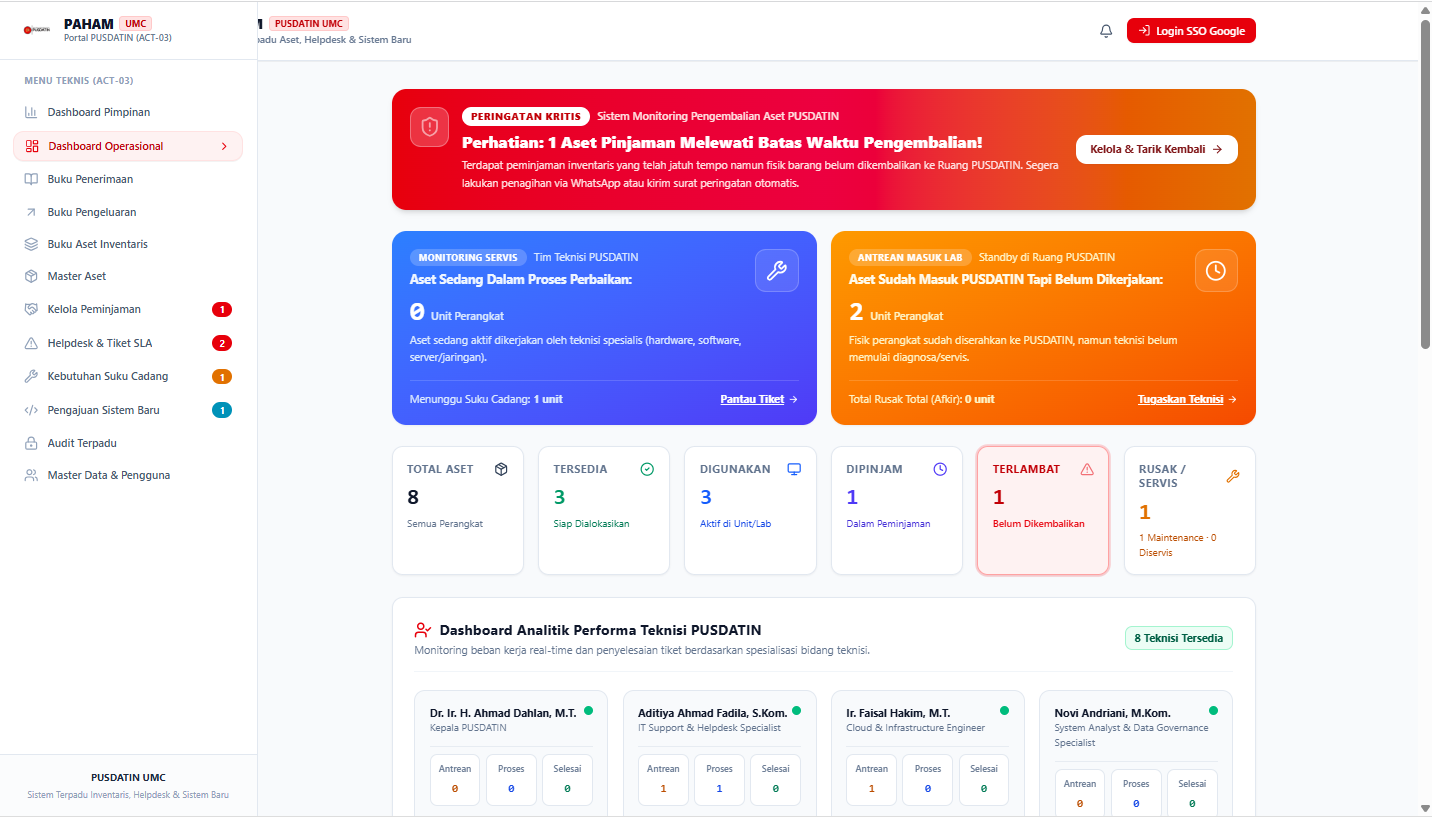 PAHAM UMC
Portal PUSDATIN (ACT-03)
MENU TEKNIS (ACT-03)
Dashboard Pimpinan
Dashboard Operasional
Buku Penerimaan
Buku Pengeluaran
Buku Aset Inventaris
Master Aset
Kelola Peminjaman 1
Helpdesk & Tiket SLA 2
Kebutuhan Suku Cadang 1
Pengajuan Sistem Baru 1
Audit Terpadu
Master Data & Pengguna
PUSDATIN UMC
Sistem Terpadu Inventaris, Helpdesk & Sistem Baru
PUSDATIN UMC
Aset, Helpdesk & Sistem Baru
Login SSO Google
PERINGATAN KRITIS Sistem Monitoring Pengembalian Aset PUSDATIN
Perhatian: 1 Aset Pinjaman Melewati Batas Waktu Pengembalian!
Terdapat peminjaman inventaris yang telah jatuh tempo namun fisik barang belum dikembalikan ke Ruang PUSDATIN. Segera
lakukan penagihan via WhatsApp atau kirim surat peringatan otomatis.
Kelola & Tarik Kembali →
MONITORING SERVIS Tim Teknisi PUSDATIN
Aset Sedang Dalam Proses Perbaikan:
0 Unit Perangkat
Aset sedang aktif dikerjakan oleh teknisi spesialis (hardware, software,
server/jaringan).
Menunggu Suku Cadang: 1 unit
Pantau Tiket →
ANTREAN MASUK LAB Standby di Ruang PUSDATIN
Aset Sudah Masuk PUSDATIN Tapi Belum Dikerjakan:
2 Unit Perangkat
Fisik perangkat sudah diserahkan ke PUSDATIN, namun teknisi belum
memulai diagnosa/servis.
Total Rusak Total (Afkir): 0 unit
Tugaskan Teknisi →
TOTAL ASET
8
Semua Perangkat
TERSEDIA
3
Siap Dialokasikan
DIGUNAKAN
3
Aktif di Unit/Lab
DIPINJAM
1
Dalam Peminjaman
TERLAMBAT
1
Belum Dikembalikan
RUSAK /
SERVIS
1
1 Maintenance · 0
Diservis
Dashboard Analitik Performa Teknisi PUSDATIN
Monitoring beban kerja real-time dan penyelesaian tiket berdasarkan spesialisasi bidang teknisi.
8 Teknisi Tersedia
Dr. Ir. H. Ahmad Dahlan, M.T.
Kepala PUSDATIN
Antrean Proses Selesai
0 0 0
Aditiya Ahmad Fadila, S.Kom.
IT Support & Helpdesk Specialist
Antrean Proses Selesai
1 1 0
Ir. Faisal Hakim, M.T.
Cloud & Infrastructure Engineer
Antrean Proses Selesai
1 0 0
Novi Andriani, M.Kom.
System Analyst & Data Governance
Specialist
Antrean Proses Selesai
0 0 0